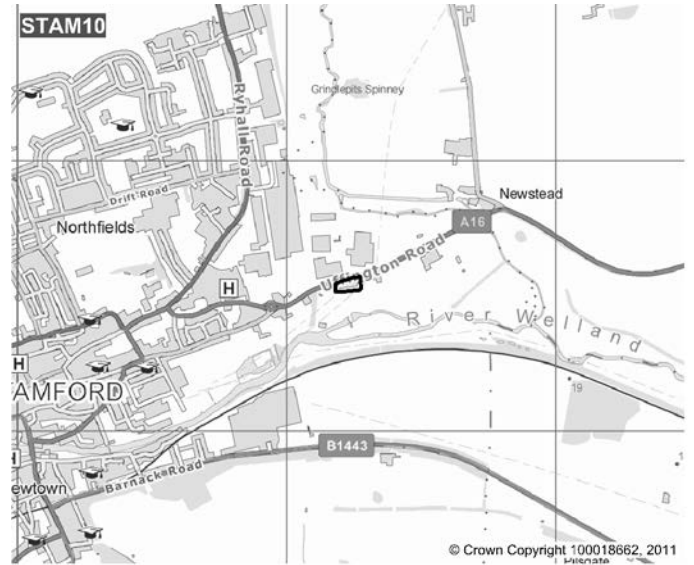 STAM10
Ryhall Road
Grindlepits Spinney
Drift Road
Newstead
Northfields
A16
Uffington Road
H
River Welland
H
AMFORD
19
H
B1443
Barnack Road
ewtown
© Crown Copyright 100018662, 2011